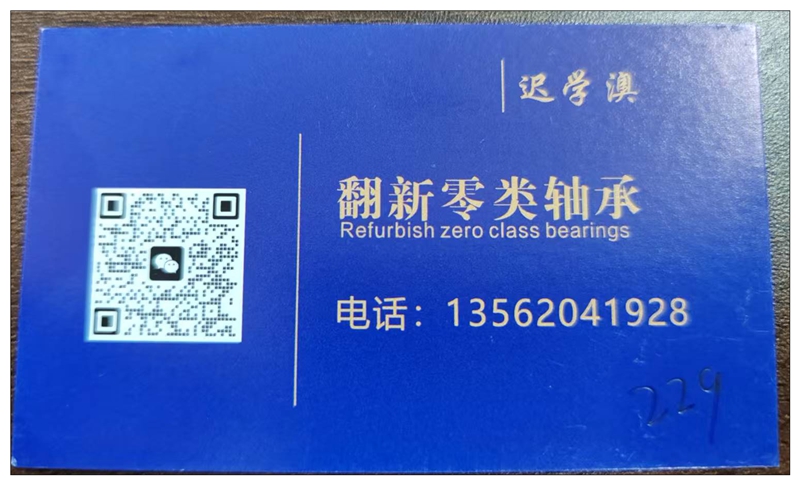 迟学澳
翻新零类轴承
Refurbish zero class bearings
电话：13562041928
229